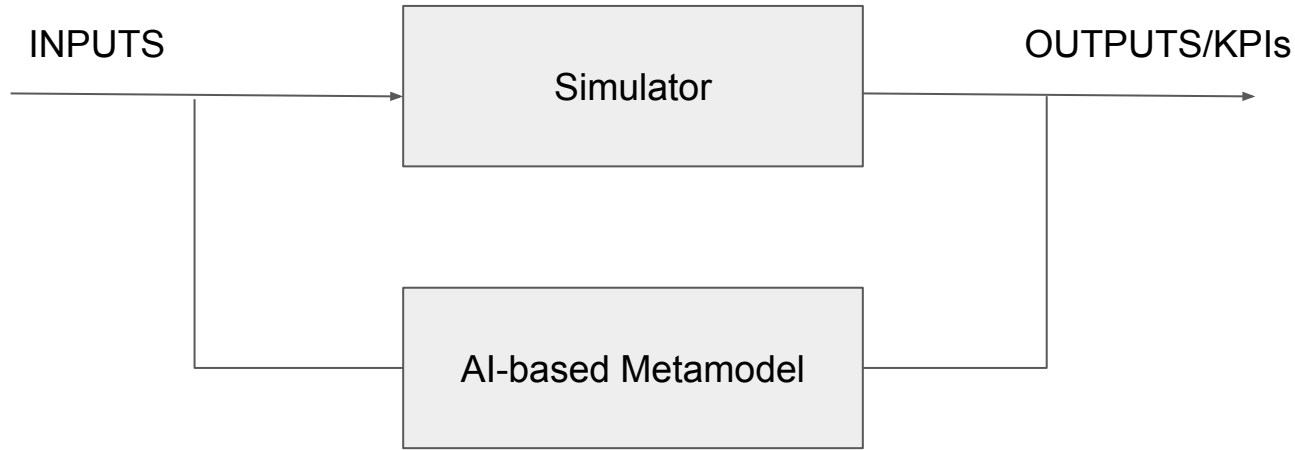 INPUTS
OUTPUTS/KPIs
Simulator
AI-based Metamodel